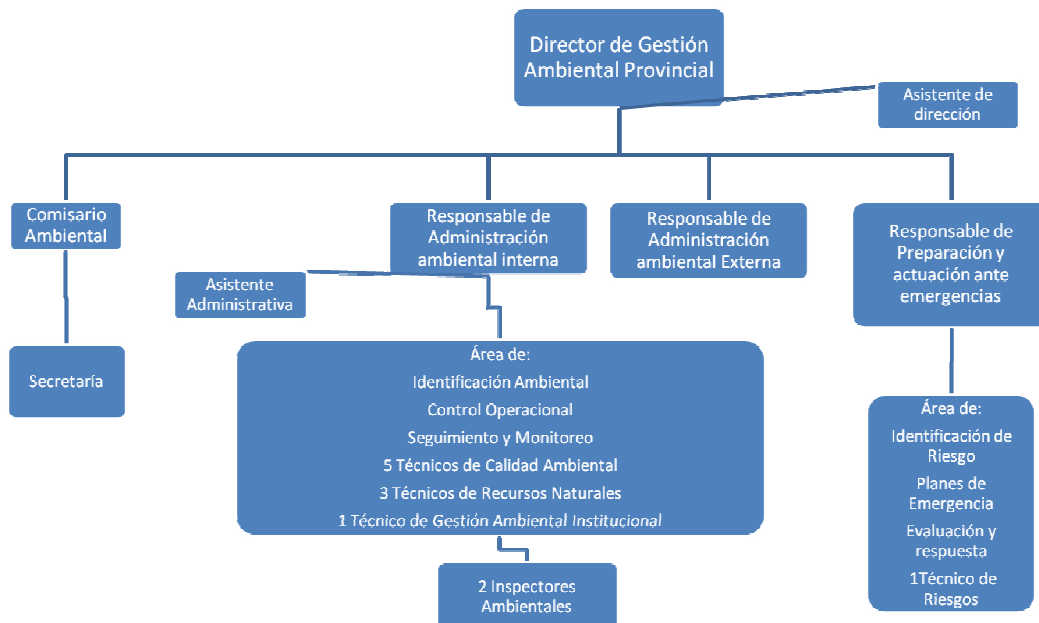 Director de Gestión
Ambiental Provincial
Asistente de
dirección
Comisario
Ambiental
Responsable de
Administración
ambiental interna
Responsable de
Administración
ambiental Externa
Responsable de
Preparación y
actuación ante
emergencias
Asistente
Administrativa
Secretaría
Área de:
Identificación Ambiental
Control Operacional
Seguimiento y Monitoreo
5 Técnicos de Calidad Ambiental
3 Técnicos de Recursos Naturales
1 Técnico de Gestión Ambiental Institucional
Área de:
Identificación de
Riesgo
Planes de
Emergencia
Evaluación y
respuesta
1Técnico de
Riesgos
2 Inspectores
Ambientales